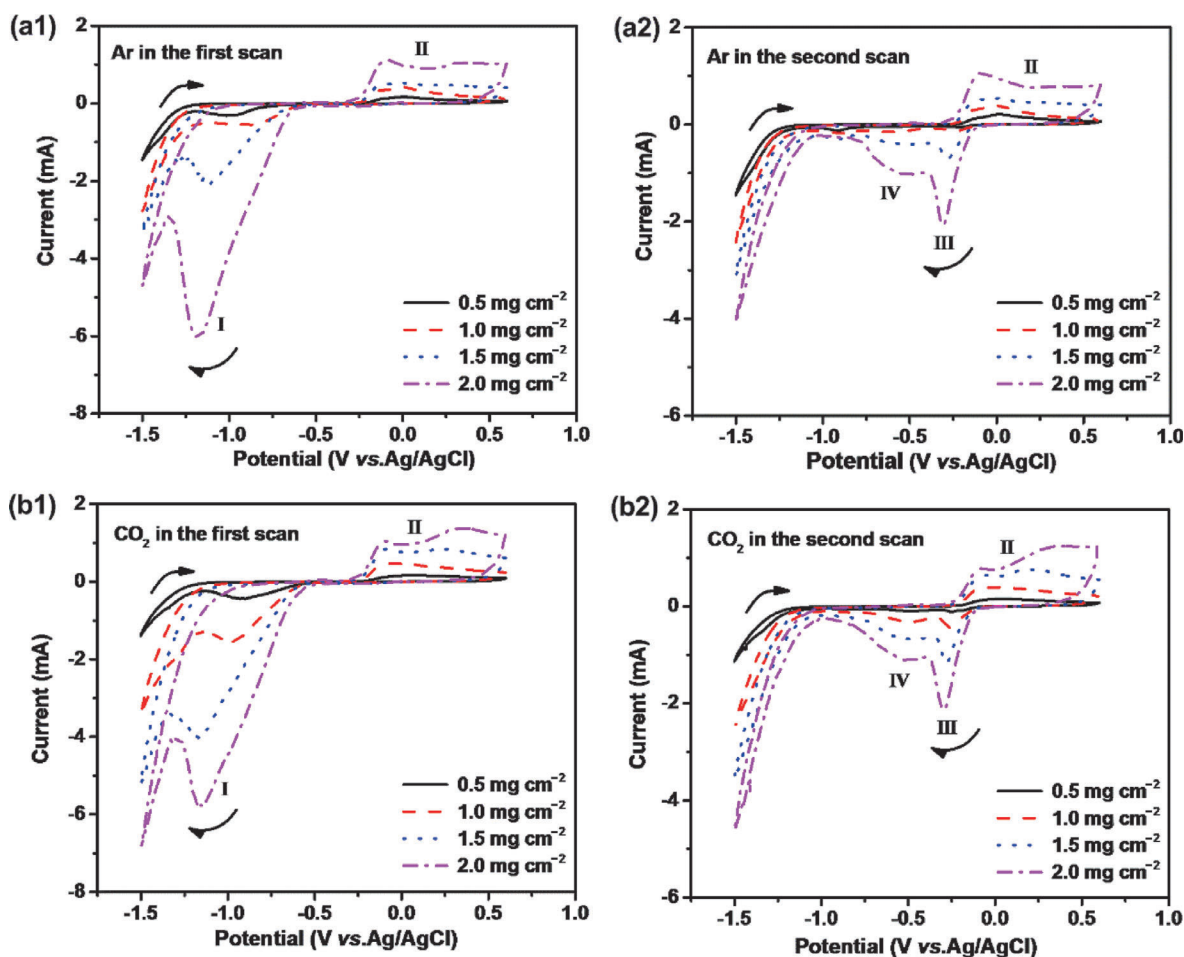 (a1)
Ar in the first scan
II
I
0.5 mg cm⁻²
1.0 mg cm⁻²
1.5 mg cm⁻²
2.0 mg cm⁻²
2
0
-2
-4
-6
-8
Current (mA)
-1.5 -1.0 -0.5 0.0 0.5 1.0
Potential (V vs.Ag/AgCl)
(a2)
Ar in the second scan
II
IV
III
0.5 mg cm⁻²
1.0 mg cm⁻²
1.5 mg cm⁻²
2.0 mg cm⁻²
2
0
-2
-4
-6
Current (mA)
-1.5 -1.0 -0.5 0.0 0.5 1.0
Potential (V vs.Ag/AgCl)
(b1)
CO₂ in the first scan
II
I
0.5 mg cm⁻²
1.0 mg cm⁻²
1.5 mg cm⁻²
2.0 mg cm⁻²
2
0
-2
-4
-6
-8
Current (mA)
-1.5 -1.0 -0.5 0.0 0.5 1.0
Potential (V vs.Ag/AgCl)
(b2)
CO₂ in the second scan
II
IV
III
0.5 mg cm⁻²
1.0 mg cm⁻²
1.5 mg cm⁻²
2.0 mg cm⁻²
2
0
-2
-4
-6
Current (mA)
-1.5 -1.0 -0.5 0.0 0.5 1.0
Potential (V vs.Ag/AgCl)